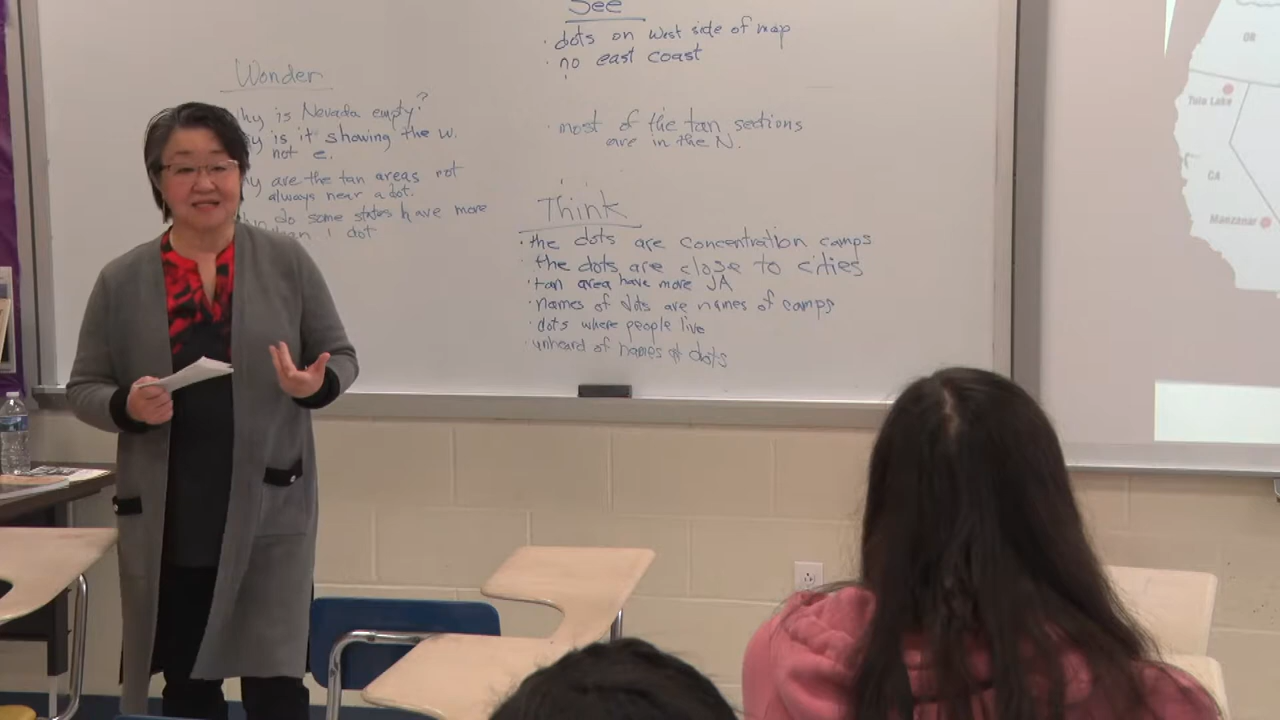 See
· dots on west side of map
· no east coast
· most of the tan sections
are in the N.
Wonder
hy is Nevada empty?
y is it showing the w.
not e.
y are the tan areas not
always near a dot.
do some states have more
than 1 dot
Think
· the dots are concentration camps
· the dots are close to cities
· tan area have more JA
· names of dots are names of camps
· dots where people live
· unheard of names of dots
OR
Tule Lake
CA
Manzanar